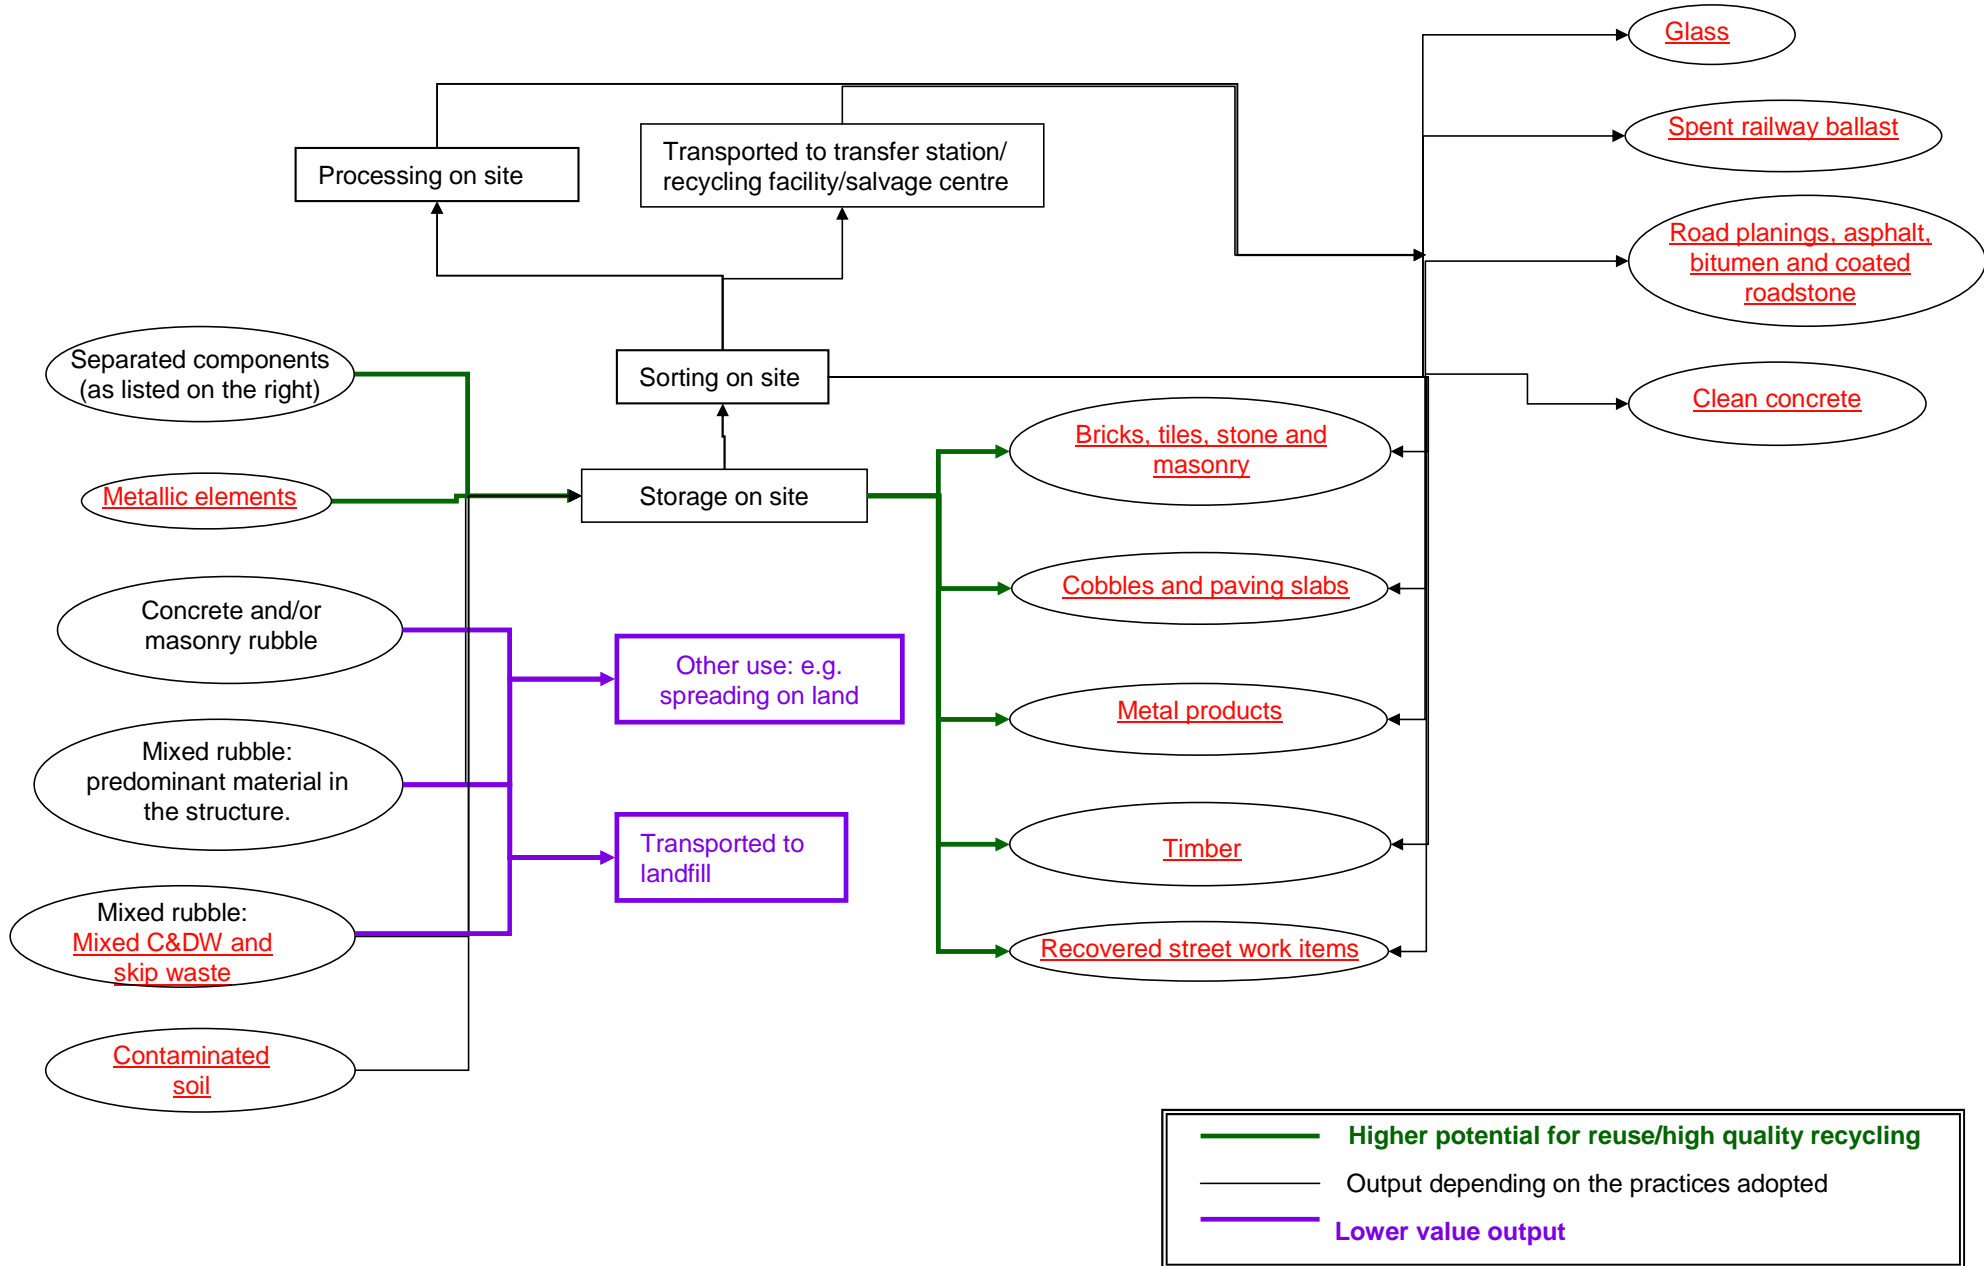 Glass
Spent railway ballast
Transported to transfer station/
recycling facility/salvage centre
Processing on site
Road planings, asphalt,
bitumen and coated
roadstone
Separated components
(as listed on the right)
Sorting on site
Clean concrete
Bricks, tiles, stone and
masonry
Metallic elements
Storage on site
Cobbles and paving slabs
Concrete and/or
masonry rubble
Other use: e.g.
spreading on land
Metal products
Mixed rubble:
predominant material in
the structure.
Transported to
landfill
Timber
Mixed rubble:
Mixed C&DW and
skip waste
Recovered street work items
Contaminated
soil
Higher potential for reuse/high quality recycling
Output depending on the practices adopted
Lower value output